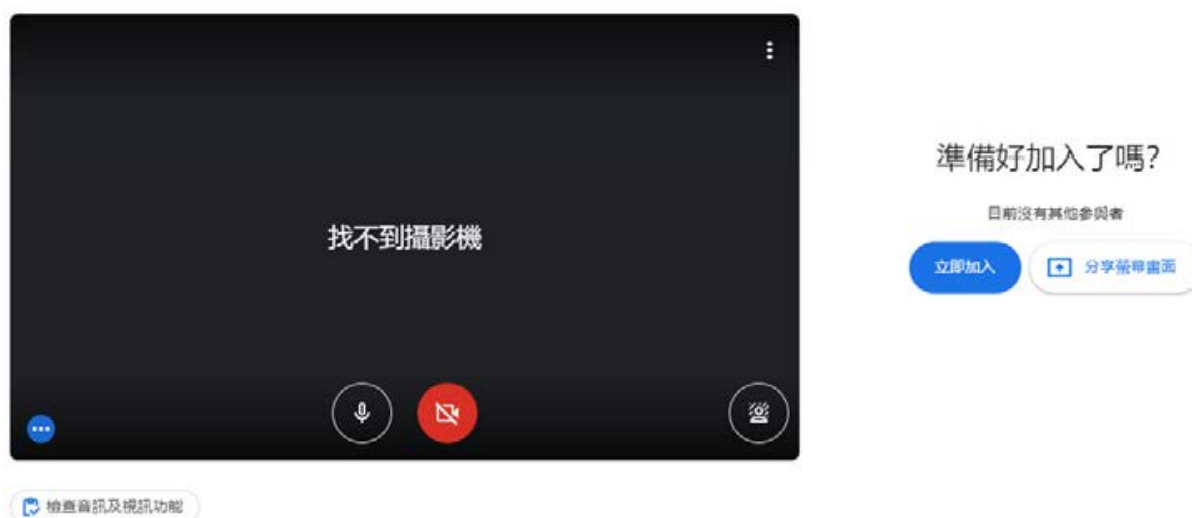 找不到攝影機
準備好加入了嗎?
目前沒有其他參與者
立即加入
分享螢幕畫面
檢查音訊及視訊功能